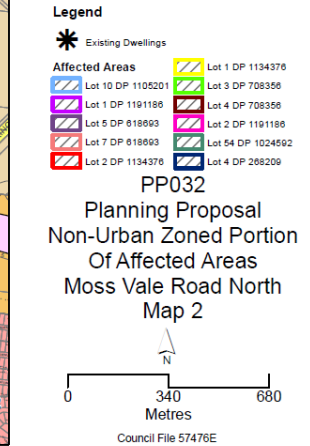 Legend
Existing Dwellings
Affected Areas
Lot 10 DP 1105201
Lot 1 DP 1191186
Lot 5 DP 618693
Lot 7 DP 618693
Lot 2 DP 1134376
Lot 1 DP 1134376
Lot 3 DP 708356
Lot 4 DP 708356
Lot 2 DP 1191186
Lot 54 DP 1024592
Lot 4 DP 268209
PP032
Planning Proposal
Non-Urban Zoned Portion
Of Affected Areas
Moss Vale Road North
Map 2
N
0 340 680
Metres
Council File 57476E